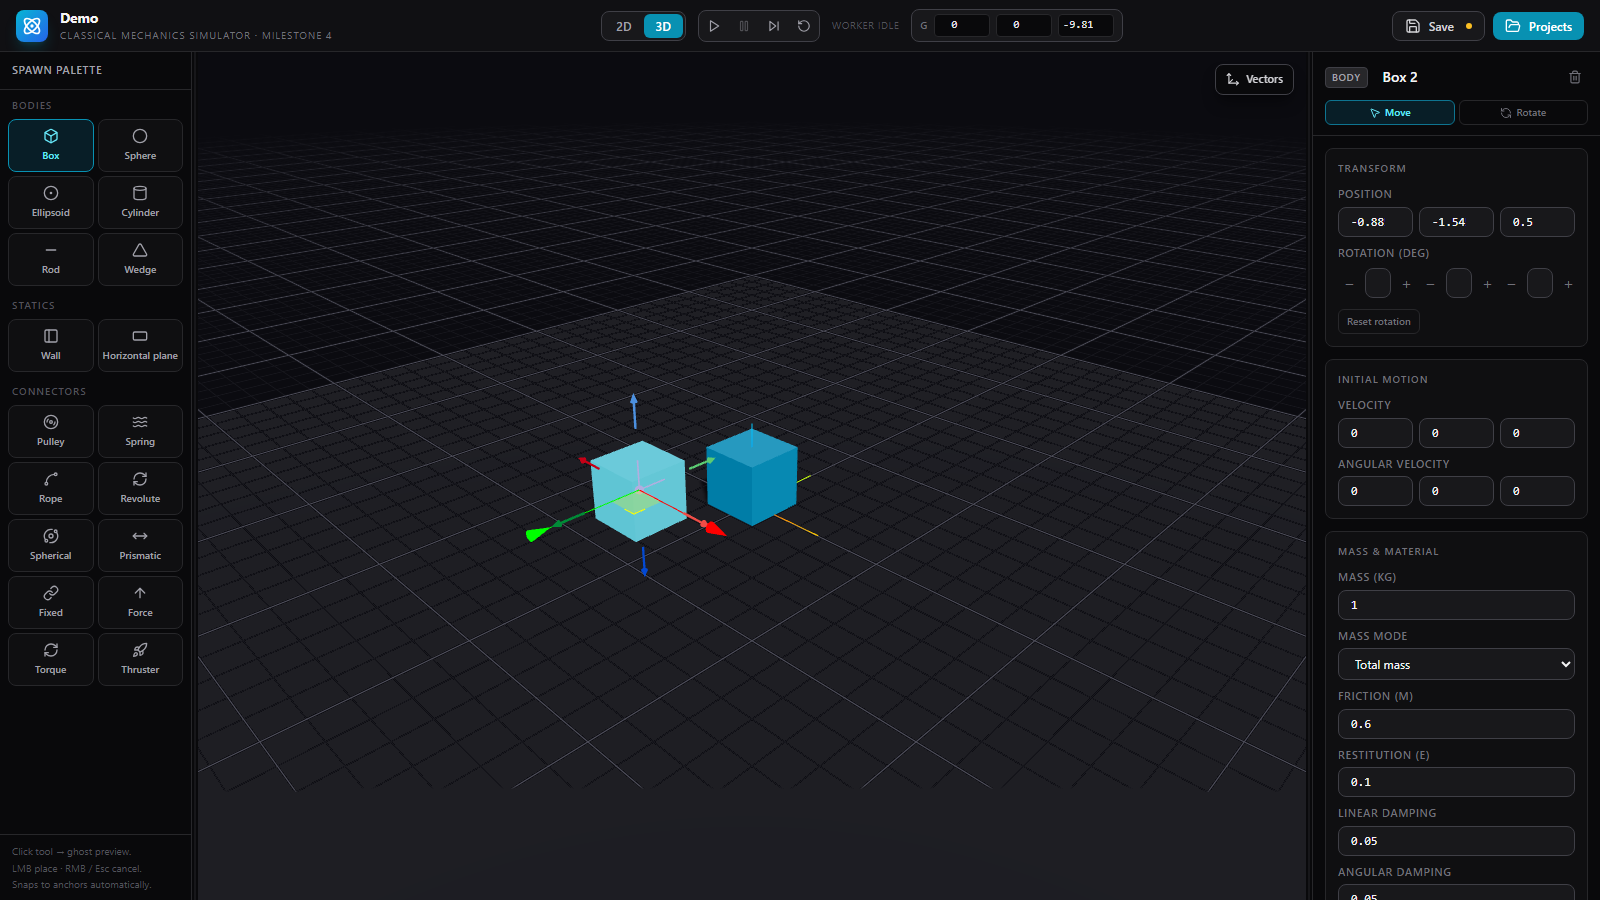 Demo
CLASSICAL MECHANICS SIMULATOR · MILESTONE 4
2D 3D
WORKER IDLE
G 0 0 -9.81
Save
Projects
SPAWN PALETTE
BODIES
Box Sphere
Ellipsoid Cylinder
Rod Wedge
STATICS
Wall Horizontal plane
CONNECTORS
Pulley Spring
Rope Revolute
Spherical Prismatic
Fixed Force
Torque Thruster
Click tool → ghost preview.
LMB place · RMB / Esc cancel.
Snaps to anchors automatically.
Vectors
BODY Box 2
Move Rotate
TRANSFORM
POSITION
-0.88 -1.54 0.5
ROTATION (DEG)
− + − + − +
Reset rotation
INITIAL MOTION
VELOCITY
0 0 0
ANGULAR VELOCITY
0 0 0
MASS & MATERIAL
MASS (KG)
1
MASS MODE
Total mass
FRICTION (Μ)
0.6
RESTITUTION (E)
0.1
LINEAR DAMPING
0.05
ANGULAR DAMPING
0.05